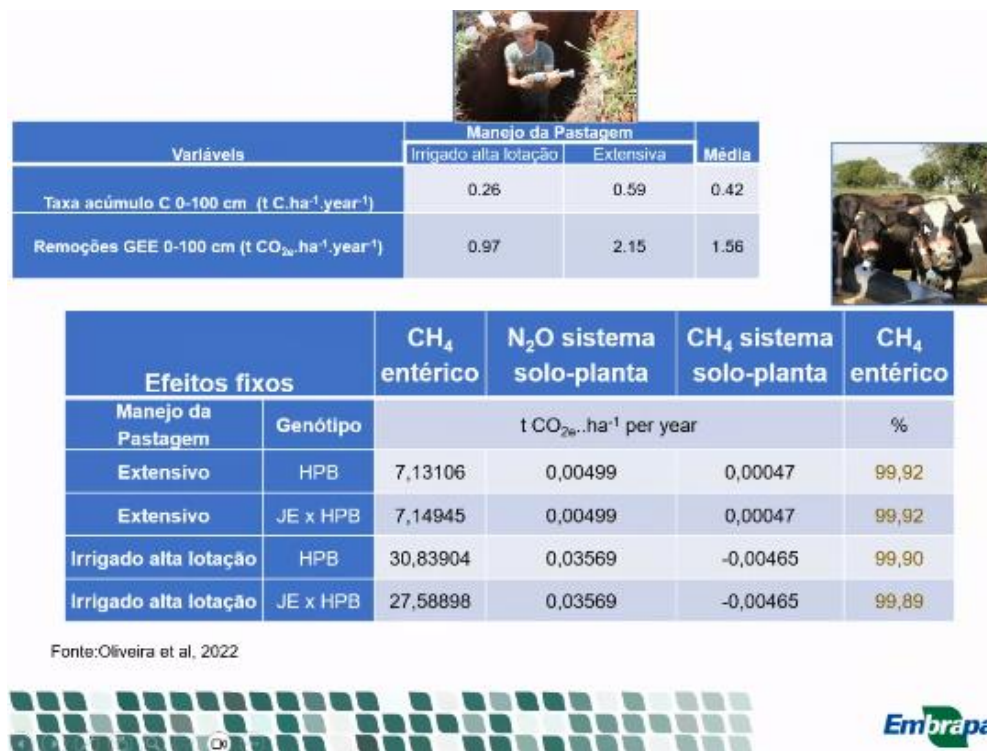 Variáveis Manejo da Pastagem Média
Irrigado alta lotação Extensiva
Taxa acúmulo C 0-100 cm (t C.ha⁻¹.year⁻¹) 0.26 0.59 0.42
Remoções GEE 0-100 cm (t CO₂ₑ.ha⁻¹.year⁻¹) 0.97 2.15 1.56
Efeitos fixos CH₄ entérico N₂O sistema solo-planta CH₄ sistema solo-planta CH₄ entérico
Manejo da Pastagem Genótipo t CO₂ₑ..ha⁻¹ per year %
Extensivo HPB 7,13106 0,00499 0,00047 99,92
Extensivo JE x HPB 7,14945 0,00499 0,00047 99,92
Irrigado alta lotação HPB 30,83904 0,03569 -0,00465 99,90
Irrigado alta lotação JE x HPB 27,58898 0,03569 -0,00465 99,89
Fonte:Oliveira et al, 2022
Embrapa